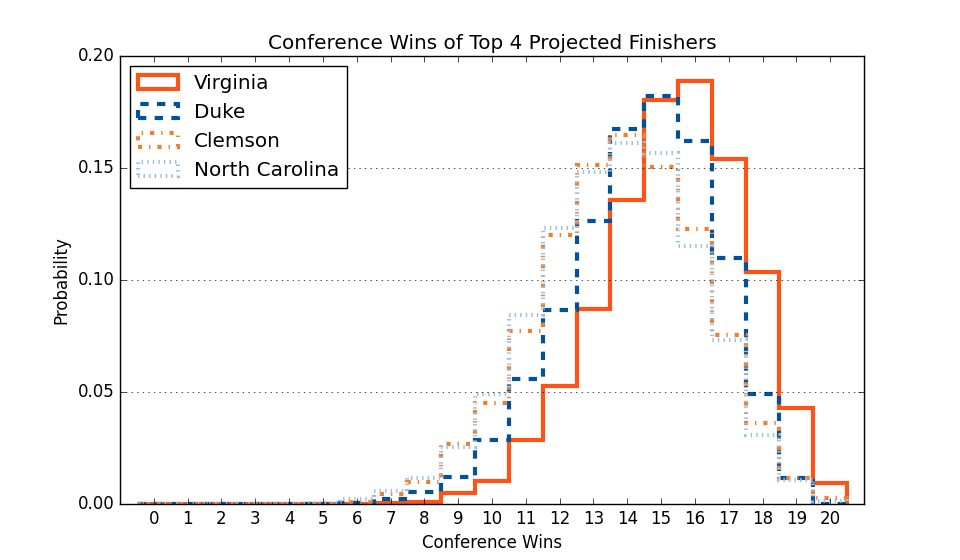 Conference Wins of Top 4 Projected Finishers
Virginia
Duke
Clemson
North Carolina
0.20
0.15
0.10
0.05
0.00
Probability
0 1 2 3 4 5 6 7 8 9 10 11 12 13 14 15 16 17 18 19 20
Conference Wins